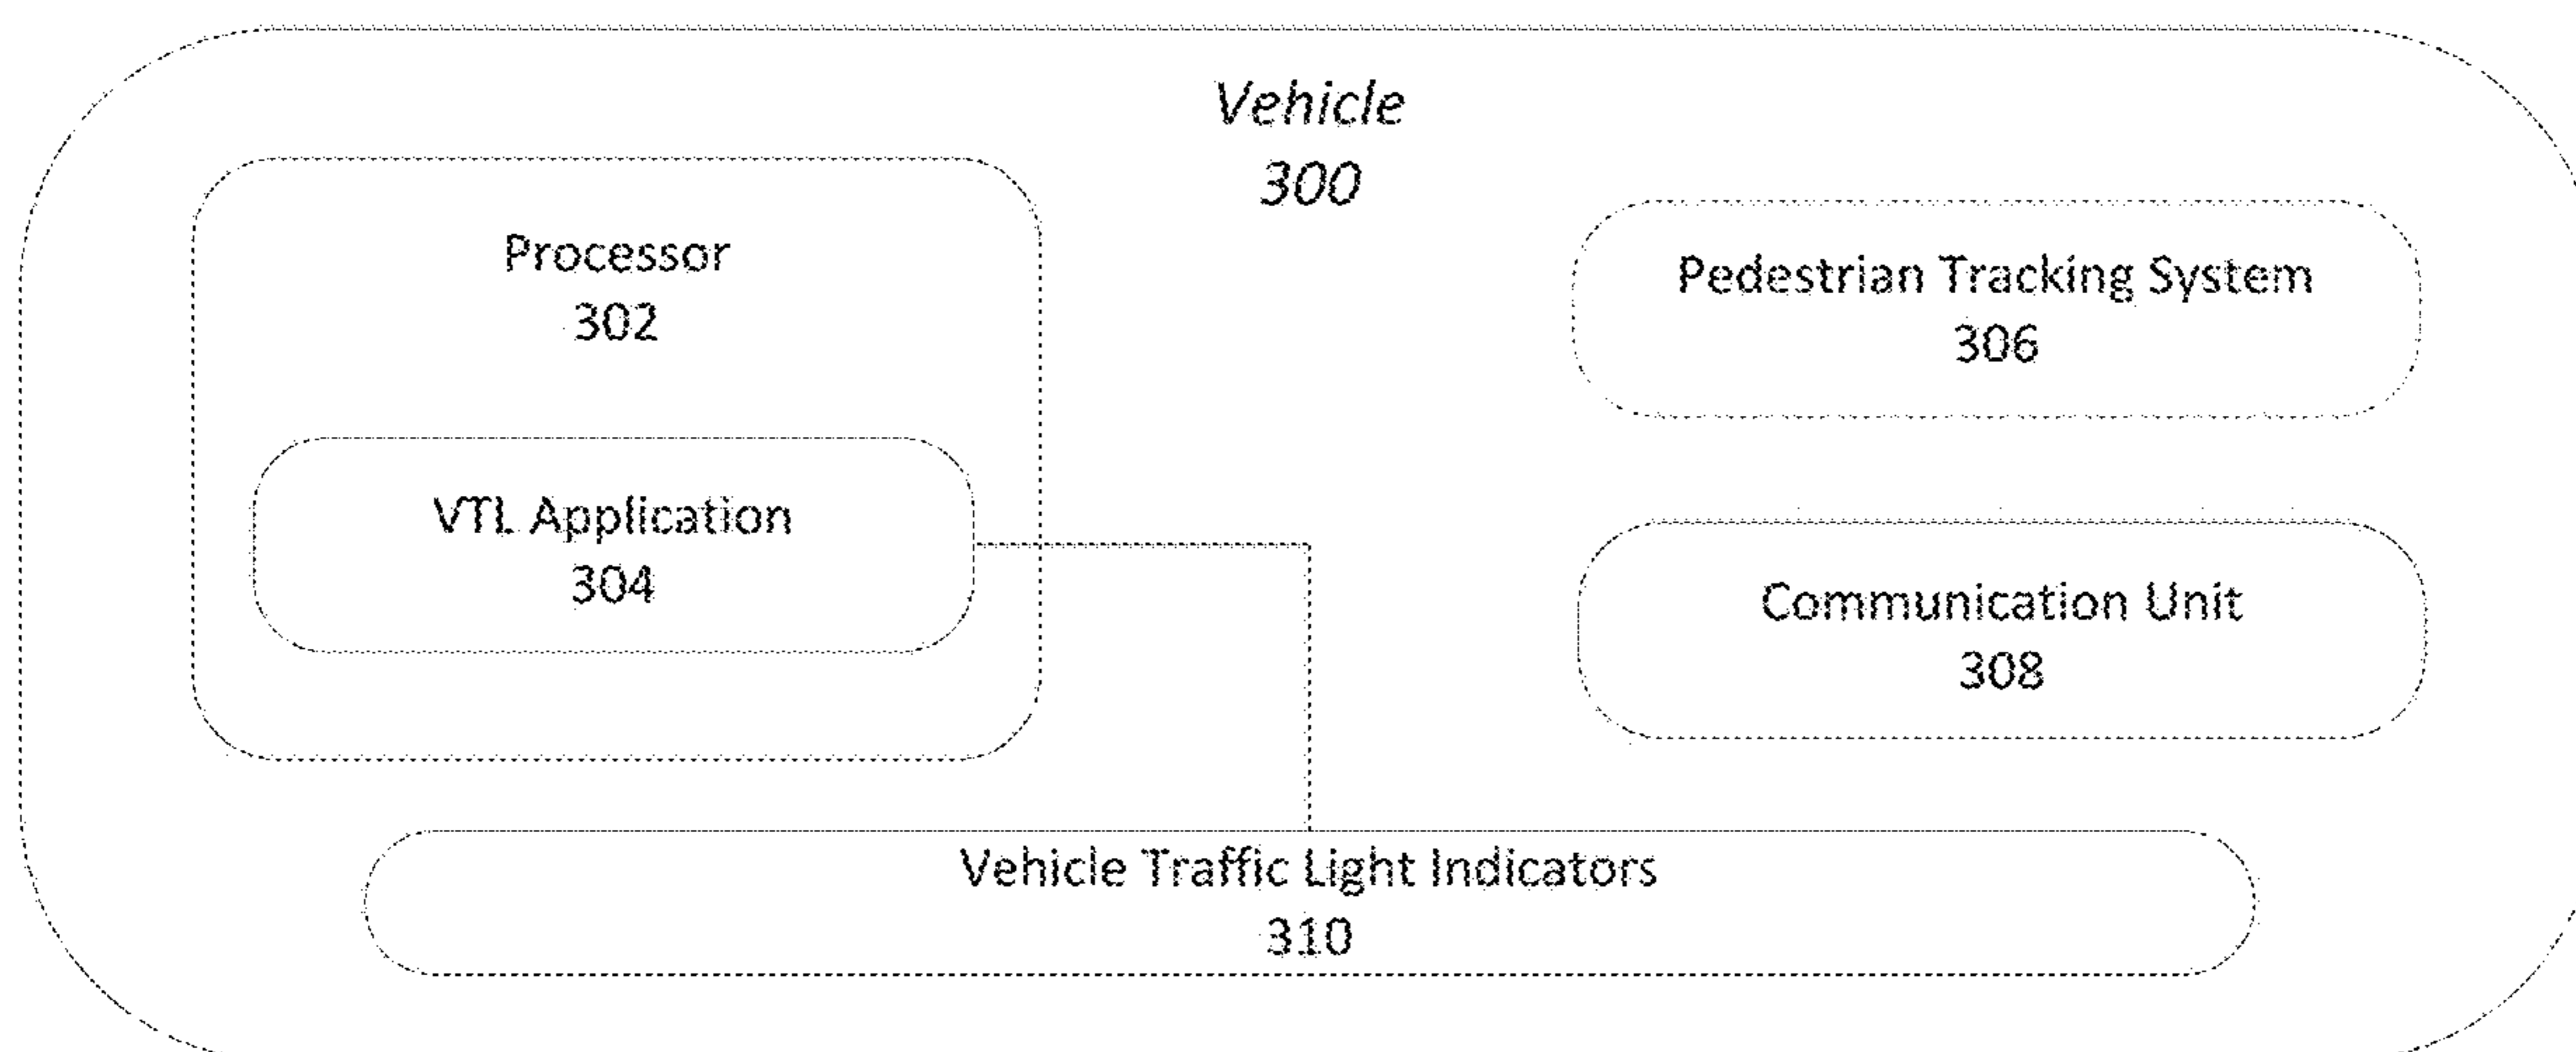 Vehicle
300
Processor
302
Pedestrian Tracking System
306
VTL Application
304
Communication Unit
308
Vehicle Traffic Light Indicators
310